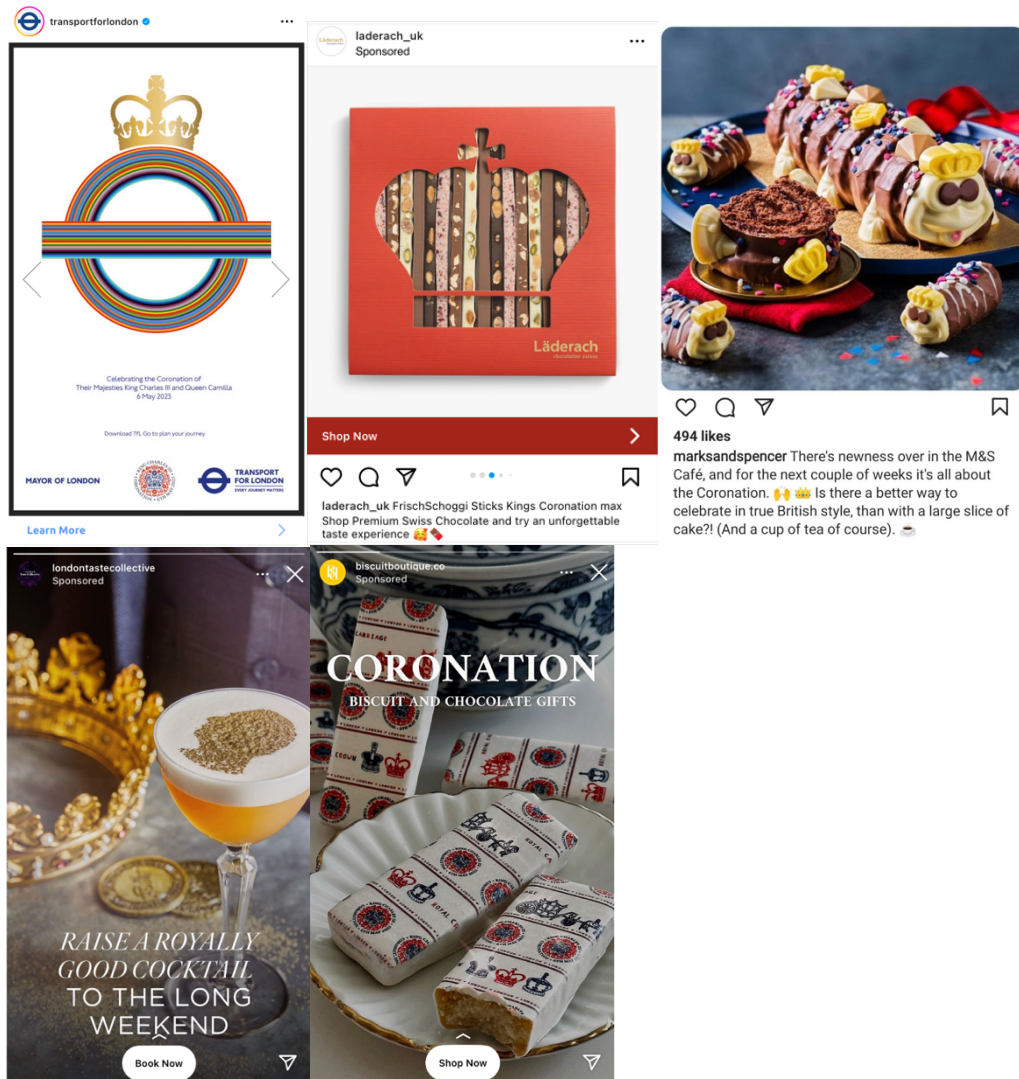 transportforlondon
Celebrating the Coronation of
Their Majesties King Charles III and Queen Camilla
6 May 2023
Download TfL Go to plan your journey
MAYOR OF LONDON
TRANSPORT
FOR LONDON
EVERY JOURNEY MATTERS
Learn More
Läderach
laderach_uk
Sponsored
Läderach
chocolatier suisse
Shop Now
laderach_uk FrischSchoggi Sticks Kings Coronation max
Shop Premium Swiss Chocolate and try an unforgettable
taste experience 🥰🍫
494 likes
marksandspencer There's newness over in the M&S
Café, and for the next couple of weeks it's all about
the Coronation. 🙌 👑 Is there a better way to
celebrate in true British style, than with a large slice of
cake?! (And a cup of tea of course). ☕
londontastecollective
Sponsored
RAISE A ROYALLY
GOOD COCKTAIL
TO THE LONG
WEEKEND
Book Now
biscuitboutique.co
Sponsored
CARRIAGE
CORONATION
BISCUIT AND CHOCOLATE GIFTS
CROWN
Shop Now